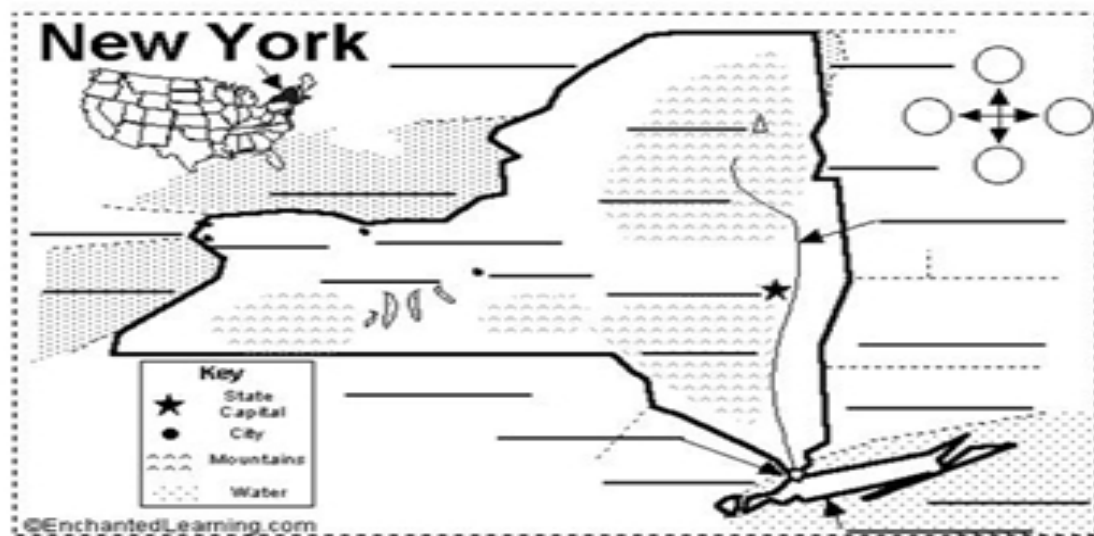 New York
Key
State
Capital
City
Mountains
Water
©EnchantedLearning.com